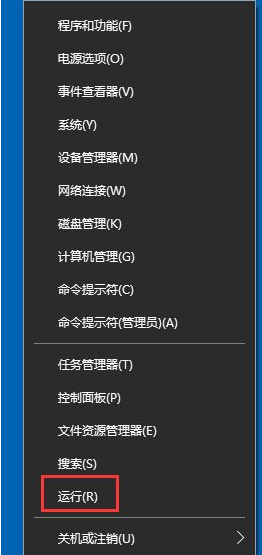 程序和功能(F)
电源选项(O)
事件查看器(V)
系统(Y)
设备管理器(M)
网络连接(W)
磁盘管理(K)
计算机管理(G)
命令提示符(C)
命令提示符(管理员)(A)
任务管理器(T)
控制面板(P)
文件资源管理器(E)
搜索(S)
运行(R)
关机或注销(U)